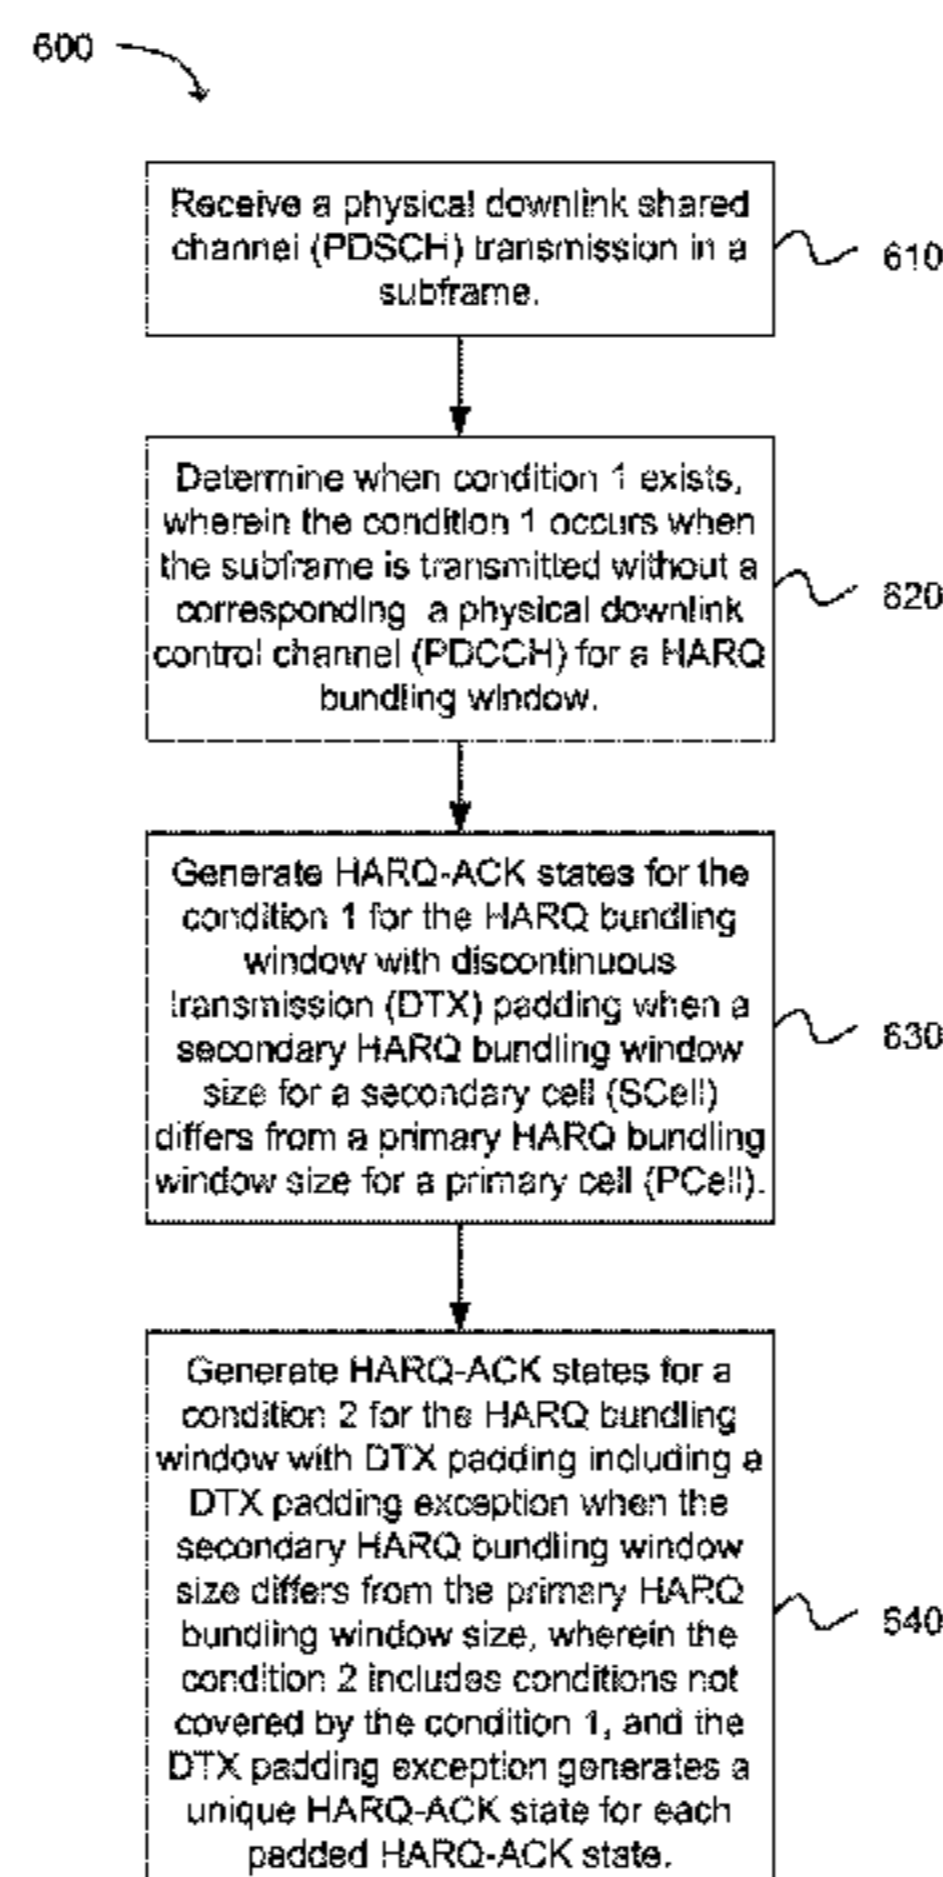 600
Receive a physical downlink shared
channel (PDSCH) transmission in a
subframe.
610
Determine when condition 1 exists,
wherein the condition 1 occurs when
the subframe is transmitted without a
corresponding a physical downlink
control channel (PDCCH) for a HARQ
bundling window.
620
Generate HARQ-ACK states for the
condition 1 for the HARQ bundling
window with discontinuous
transmission (DTX) padding when a
secondary HARQ bundling window
size for a secondary cell (SCell)
differs from a primary HARQ bundling
window size for a primary cell (PCell).
630
Generate HARQ-ACK states for a
condition 2 for the HARQ bundling
window with DTX padding including a
DTX padding exception when the
secondary HARQ bundling window
size differs from the primary HARQ
bundling window size, wherein the
condition 2 includes conditions not
covered by the condition 1, and the
DTX padding exception generates a
unique HARQ-ACK state for each
padded HARQ-ACK state.
640